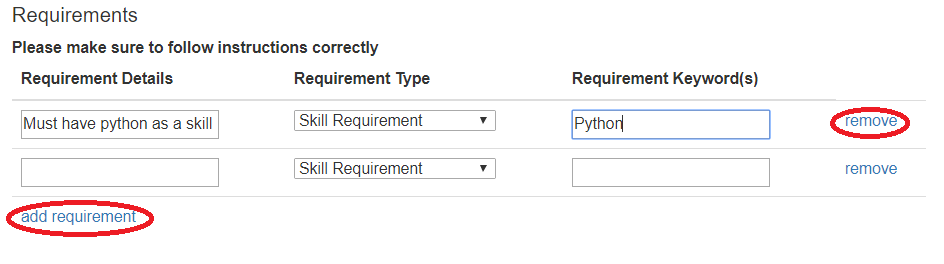 Requirements
Please make sure to follow instructions correctly
Requirement Details Requirement Type Requirement Keyword(s)
Must have python as a skill Skill Requirement Python remove
Skill Requirement remove
add requirement